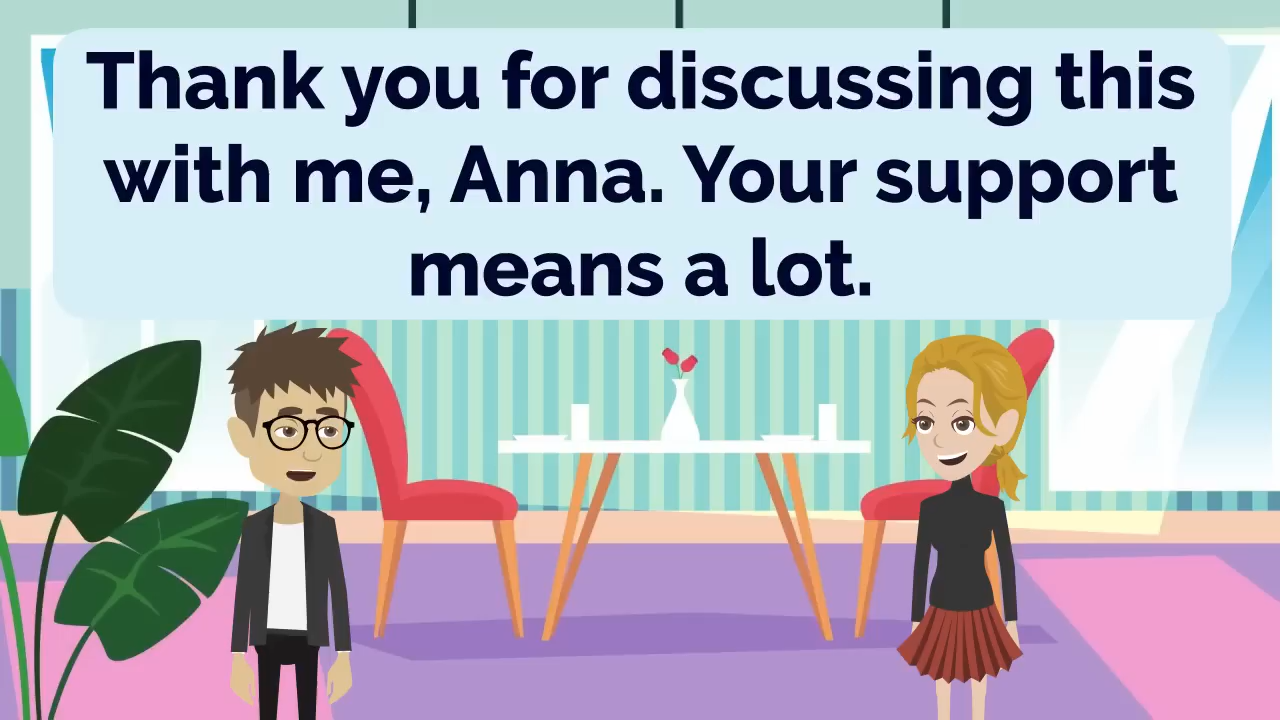 Thank you for discussing this
with me, Anna. Your support
means a lot.